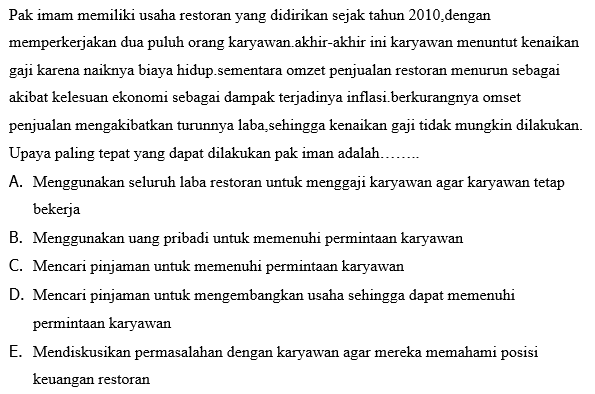 Pak imam memiliki usaha restoran yang didirikan sejak tahun 2010,dengan
memperkerjakan dua puluh orang karyawan.akhir-akhir ini karyawan menuntut kenaikan
gaji karena naiknya biaya hidup.sementara omzet penjualan restoran menurun sebagai
akibat kelesuan ekonomi sebagai dampak terjadinya inflasi.berkurangnya omset
penjualan mengakibatkan turunnya laba,sehingga kenaikan gaji tidak mungkin dilakukan.
Upaya paling tepat yang dapat dilakukan pak iman adalah........
A. Menggunakan seluruh laba restoran untuk menggaji karyawan agar karyawan tetap
bekerja
B. Menggunakan uang pribadi untuk memenuhi permintaan karyawan
C. Mencari pinjaman untuk memenuhi permintaan karyawan
D. Mencari pinjaman untuk mengembangkan usaha sehingga dapat memenuhi
permintaan karyawan
E. Mendiskusikan permasalahan dengan karyawan agar mereka memahami posisi
keuangan restoran